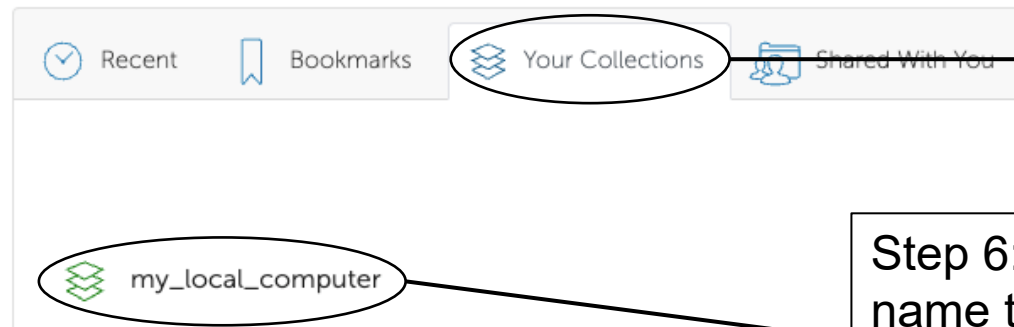 Recent Bookmarks Your Collections Shared With You
my_local_computer
Step 6:
name t